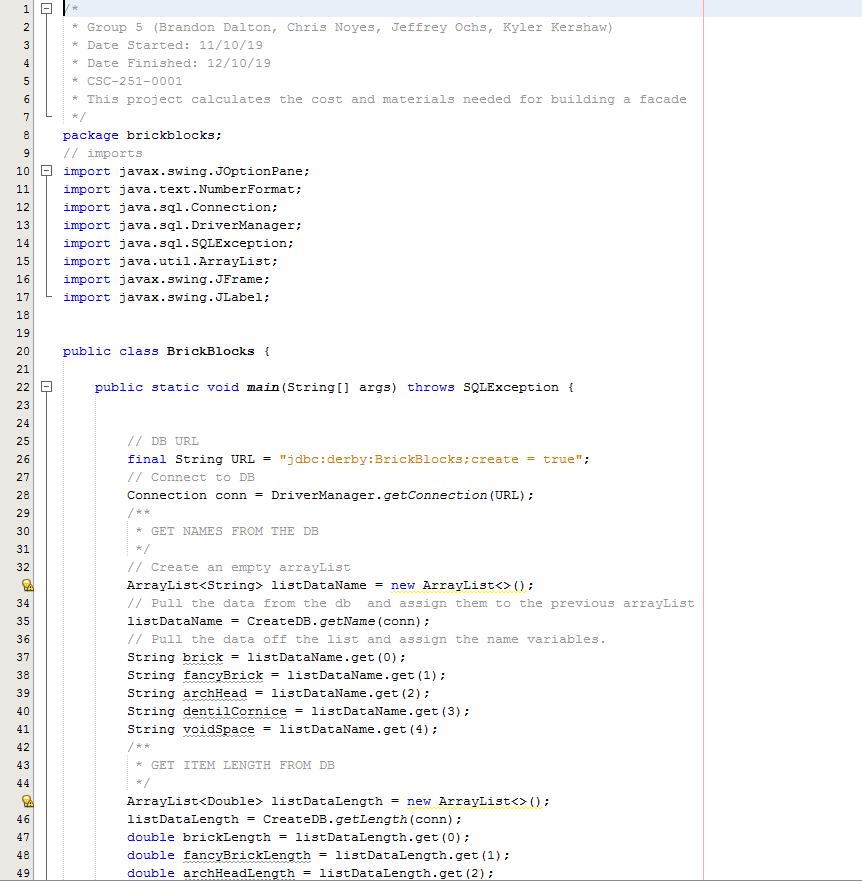 1 /*
2  * Group 5 (Brandon Dalton, Chris Noyes, Jeffrey Ochs, Kyler Kershaw)
3  * Date Started: 11/10/19
4  * Date Finished: 12/10/19
5  * CSC-251-0001
6  * This project calculates the cost and materials needed for building a facade
7  */
8 package brickblocks;
9 // imports
10 import javax.swing.JOptionPane;
11 import java.text.NumberFormat;
12 import java.sql.Connection;
13 import java.sql.DriverManager;
14 import java.sql.SQLException;
15 import java.util.ArrayList;
16 import javax.swing.JFrame;
17 import javax.swing.JLabel;
18
19
20 public class BrickBlocks {
21
22     public static void main(String[] args) throws SQLException {
23
24
25         // DB URL
26         final String URL = "jdbc:derby:BrickBlocks;create = true";
27         // Connect to DB
28         Connection conn = DriverManager.getConnection(URL);
29         /**
30          * GET NAMES FROM THE DB
31          */
32         // Create an empty arrayList
ArrayList<String> listDataName = new ArrayList<>();
34         // Pull the data from the db  and assign them to the previous arrayList
35         listDataName = CreateDB.getName(conn);
36         // Pull the data off the list and assign the name variables.
37         String brick = listDataName.get(0);
38         String fancyBrick = listDataName.get(1);
39         String archHead = listDataName.get(2);
40         String dentilCornice = listDataName.get(3);
41         String voidSpace = listDataName.get(4);
42         /**
43          * GET ITEM LENGTH FROM DB
44          */
ArrayList<Double> listDataLength = new ArrayList<>();
46         listDataLength = CreateDB.getLength(conn);
47         double brickLength = listDataLength.get(0);
48         double fancyBrickLength = listDataLength.get(1);
49         double archHeadLength = listDataLength.get(2);